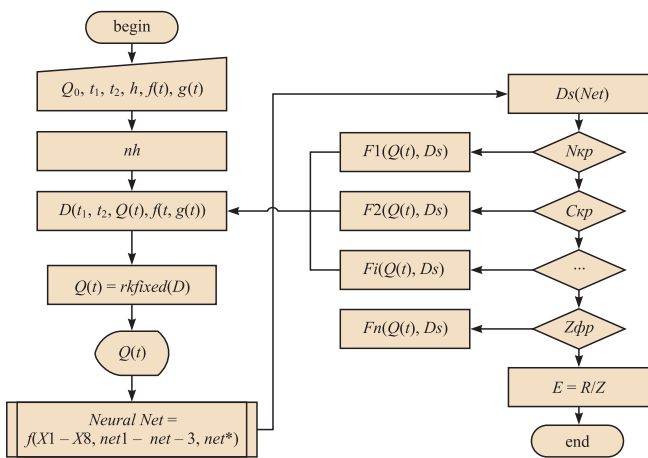 begin
Q₀, t₁, t₂, h, f(t), g(t)
nh
D(t₁, t₂, Q(t), f(t, g(t))
Q(t) = rkfixed(D)
Q(t)
Neural Net =
f(X1 – X8, net1 – net – 3, net*)
Ds(Net)
Nкр
F1(Q(t), Ds)
Cкр
F2(Q(t), Ds)
...
Fi(Q(t), Ds)
Zфр
Fn(Q(t), Ds)
E = R/Z
end